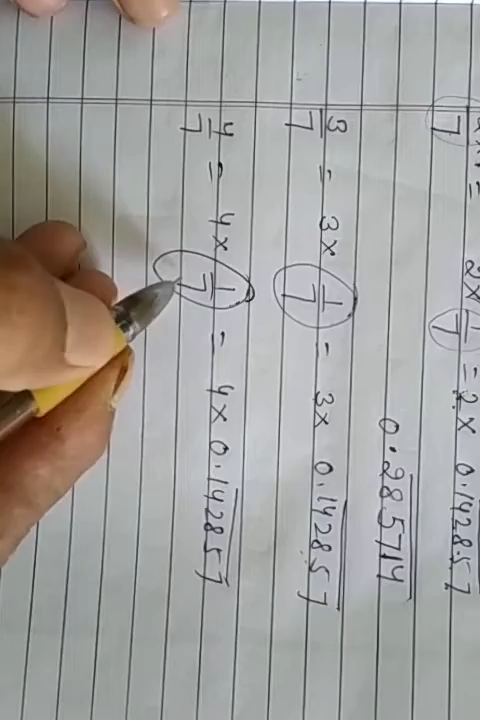 2/7 = 2 × 1/7 = 2 × 0.142857
0.285714
3/7 = 3 × 1/7 = 3 × 0.142857
4/7 = 4 × 1/7 = 4 × 0.142857